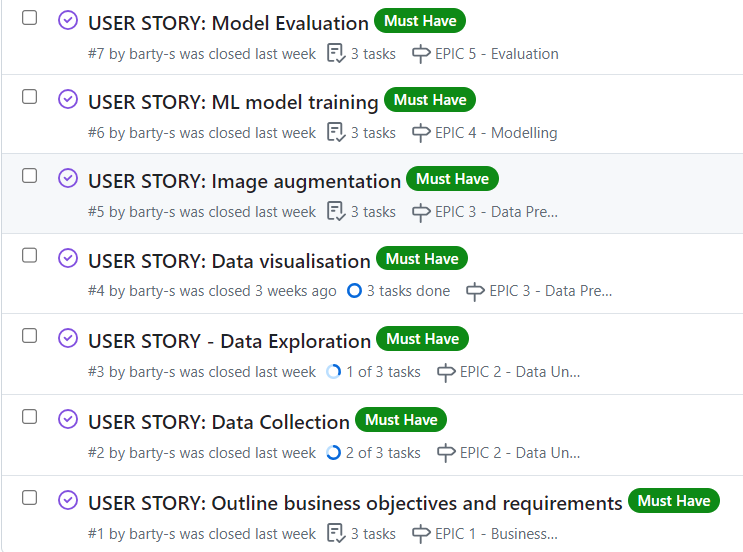 USER STORY: Model Evaluation Must Have
#7 by barty-s was closed last week 3 tasks EPIC 5 - Evaluation
USER STORY: ML model training Must Have
#6 by barty-s was closed last week 3 tasks EPIC 4 - Modelling
USER STORY: Image augmentation Must Have
#5 by barty-s was closed last week 3 tasks EPIC 3 - Data Pre...
USER STORY: Data visualisation Must Have
#4 by barty-s was closed 3 weeks ago 3 tasks done EPIC 3 - Data Pre...
USER STORY - Data Exploration Must Have
#3 by barty-s was closed last week 1 of 3 tasks EPIC 2 - Data Un...
USER STORY: Data Collection Must Have
#2 by barty-s was closed last week 2 of 3 tasks EPIC 2 - Data Un...
USER STORY: Outline business objectives and requirements Must Have
#1 by barty-s was closed last week 3 tasks EPIC 1 - Business...